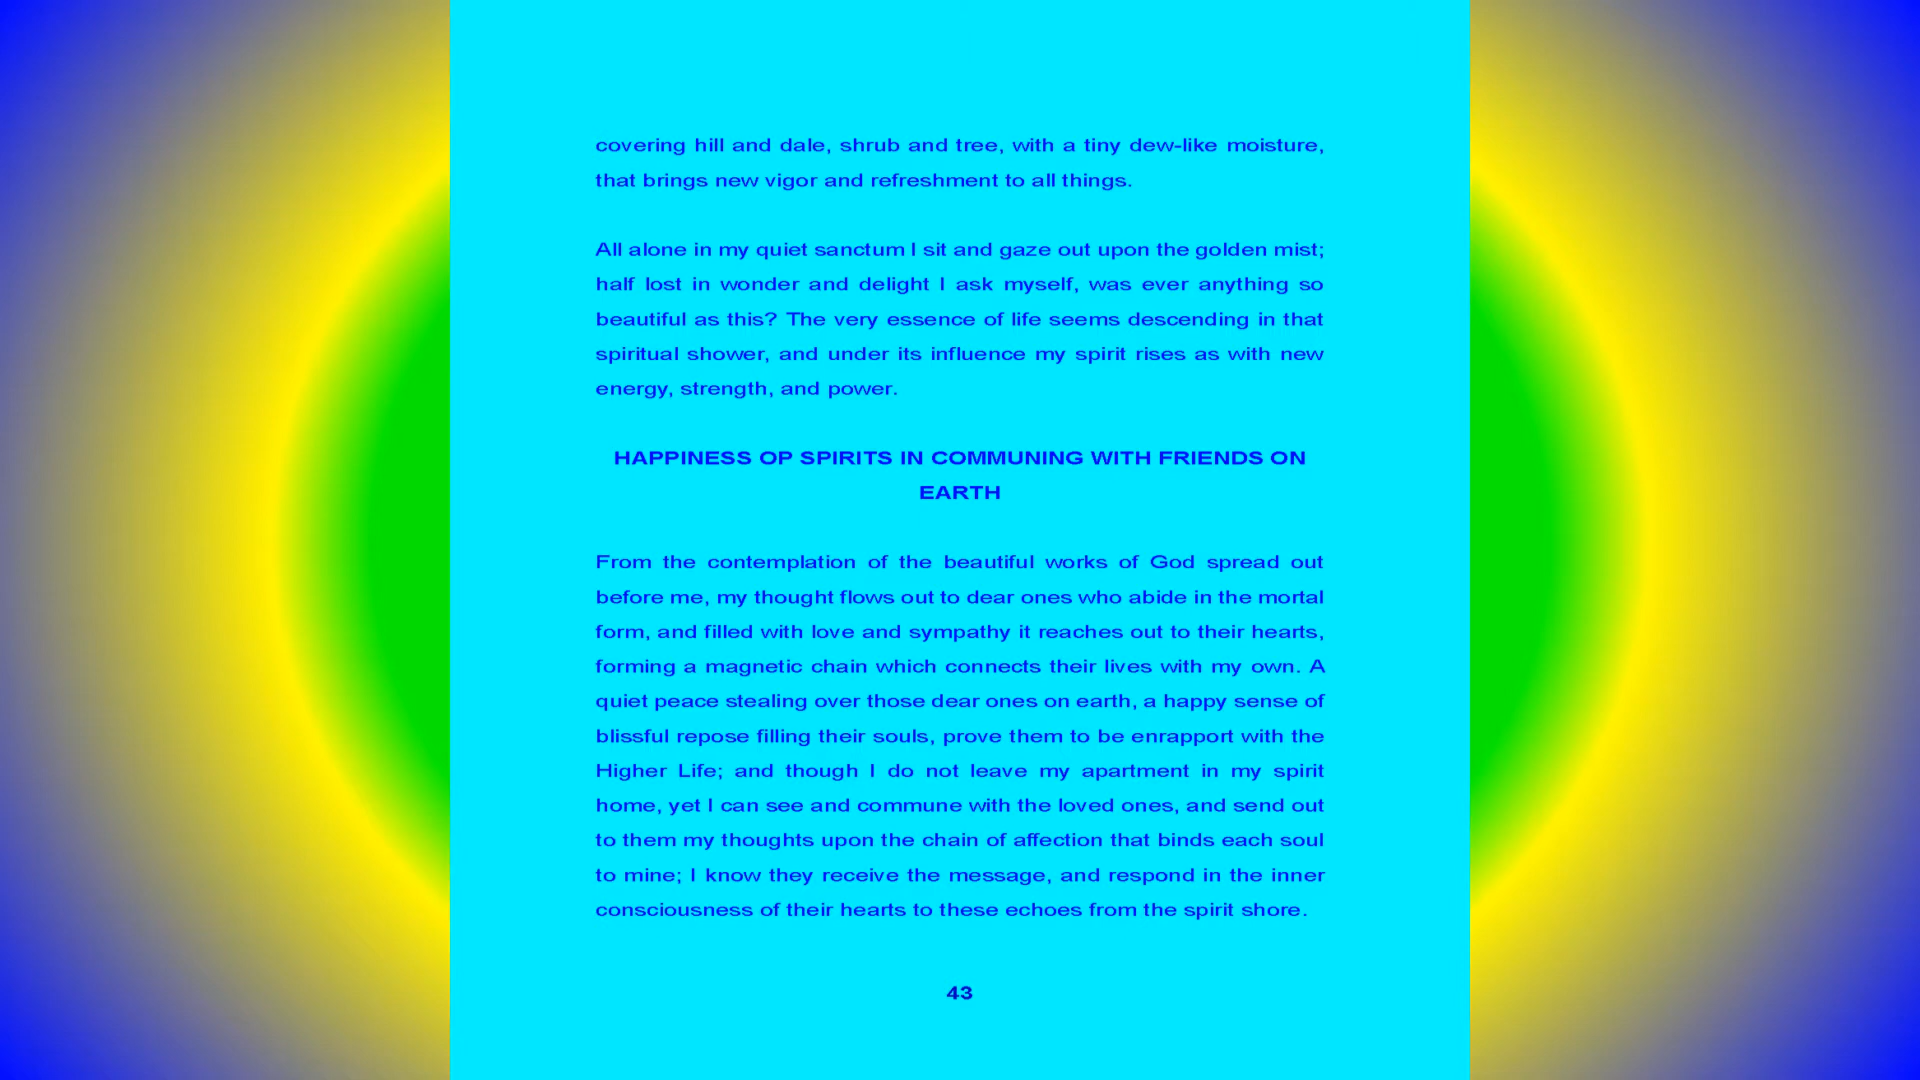 covering hill and dale, shrub and tree, with a tiny dew-like moisture,
that brings new vigor and refreshment to all things.
All alone in my quiet sanctum I sit and gaze out upon the golden mist;
half lost in wonder and delight I ask myself, was ever anything so
beautiful as this? The very essence of life seems descending in that
spiritual shower, and under its influence my spirit rises as with new
energy, strength, and power.
HAPPINESS OP SPIRITS IN COMMUNING WITH FRIENDS ON
EARTH
From the contemplation of the beautiful works of God spread out
before me, my thought flows out to dear ones who abide in the mortal
form, and filled with love and sympathy it reaches out to their hearts,
forming a magnetic chain which connects their lives with my own. A
quiet peace stealing over those dear ones on earth, a happy sense of
blissful repose filling their souls, prove them to be enrapport with the
Higher Life; and though I do not leave my apartment in my spirit
home, yet I can see and commune with the loved ones, and send out
to them my thoughts upon the chain of affection that binds each soul
to mine; I know they receive the message, and respond in the inner
consciousness of their hearts to these echoes from the spirit shore.
43